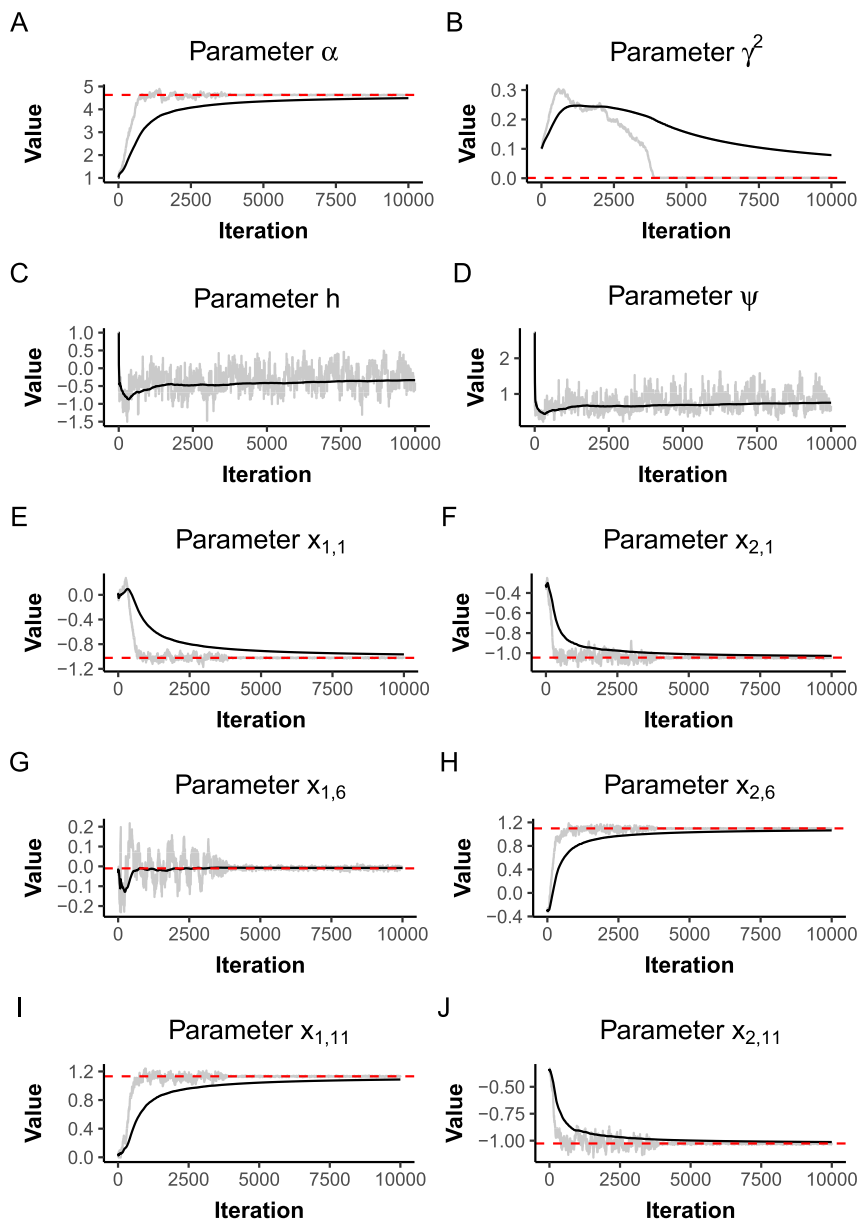 A
Parameter α
Value
5
4
3
2
1
0 2500 5000 7500 10000
Iteration
B
Parameter γ²
Value
0.3
0.2
0.1
0.0
0 2500 5000 7500 10000
Iteration
C
Parameter h
Value
1.0
0.5
0.0
−0.5
−1.0
−1.5
0 2500 5000 7500 10000
Iteration
D
Parameter ψ
Value
2
1
0 2500 5000 7500 10000
Iteration
E
Parameter x₁,₁
Value
0.0
−0.4
−0.8
−1.2
0 2500 5000 7500 10000
Iteration
F
Parameter x₂,₁
Value
−0.4
−0.6
−0.8
−1.0
0 2500 5000 7500 10000
Iteration
G
Parameter x₁,₆
Value
0.2
0.1
0.0
−0.1
−0.2
0 2500 5000 7500 10000
Iteration
H
Parameter x₂,₆
Value
1.2
0.8
0.4
0.0
−0.4
0 2500 5000 7500 10000
Iteration
I
Parameter x₁,₁₁
Value
1.2
0.8
0.4
0.0
0 2500 5000 7500 10000
Iteration
J
Parameter x₂,₁₁
Value
−0.50
−0.75
−1.00
0 2500 5000 7500 10000
Iteration